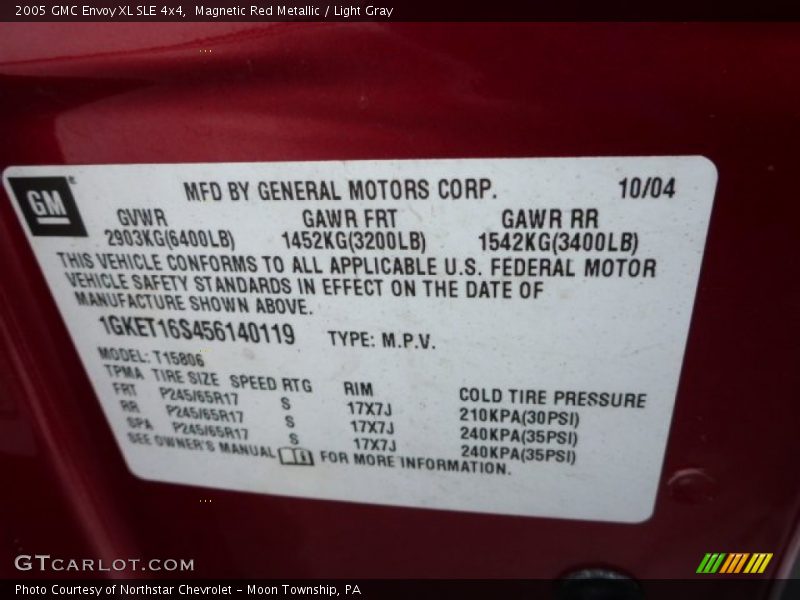 2005 GMC Envoy XL SLE 4x4, Magnetic Red Metallic / Light Gray
GM
MFD BY GENERAL MOTORS CORP. 10/04
GVWR GAWR FRT GAWR RR
2903KG(6400LB) 1452KG(3200LB) 1542KG(3400LB)
THIS VEHICLE CONFORMS TO ALL APPLICABLE U.S. FEDERAL MOTOR
VEHICLE SAFETY STANDARDS IN EFFECT ON THE DATE OF
MANUFACTURE SHOWN ABOVE.
1GKET16S456140119 TYPE: M.P.V.
MODEL: T15806
TPMA TIRE SIZE SPEED RTG RIM COLD TIRE PRESSURE
FRT P245/65R17 S 17X7J 210KPA(30PSI)
RR P245/65R17 S 17X7J 240KPA(35PSI)
SPA P245/65R17 S 17X7J 240KPA(35PSI)
SEE OWNER'S MANUAL FOR MORE INFORMATION.
GTCARLOT.COM
Photo Courtesy of Northstar Chevrolet - Moon Township, PA